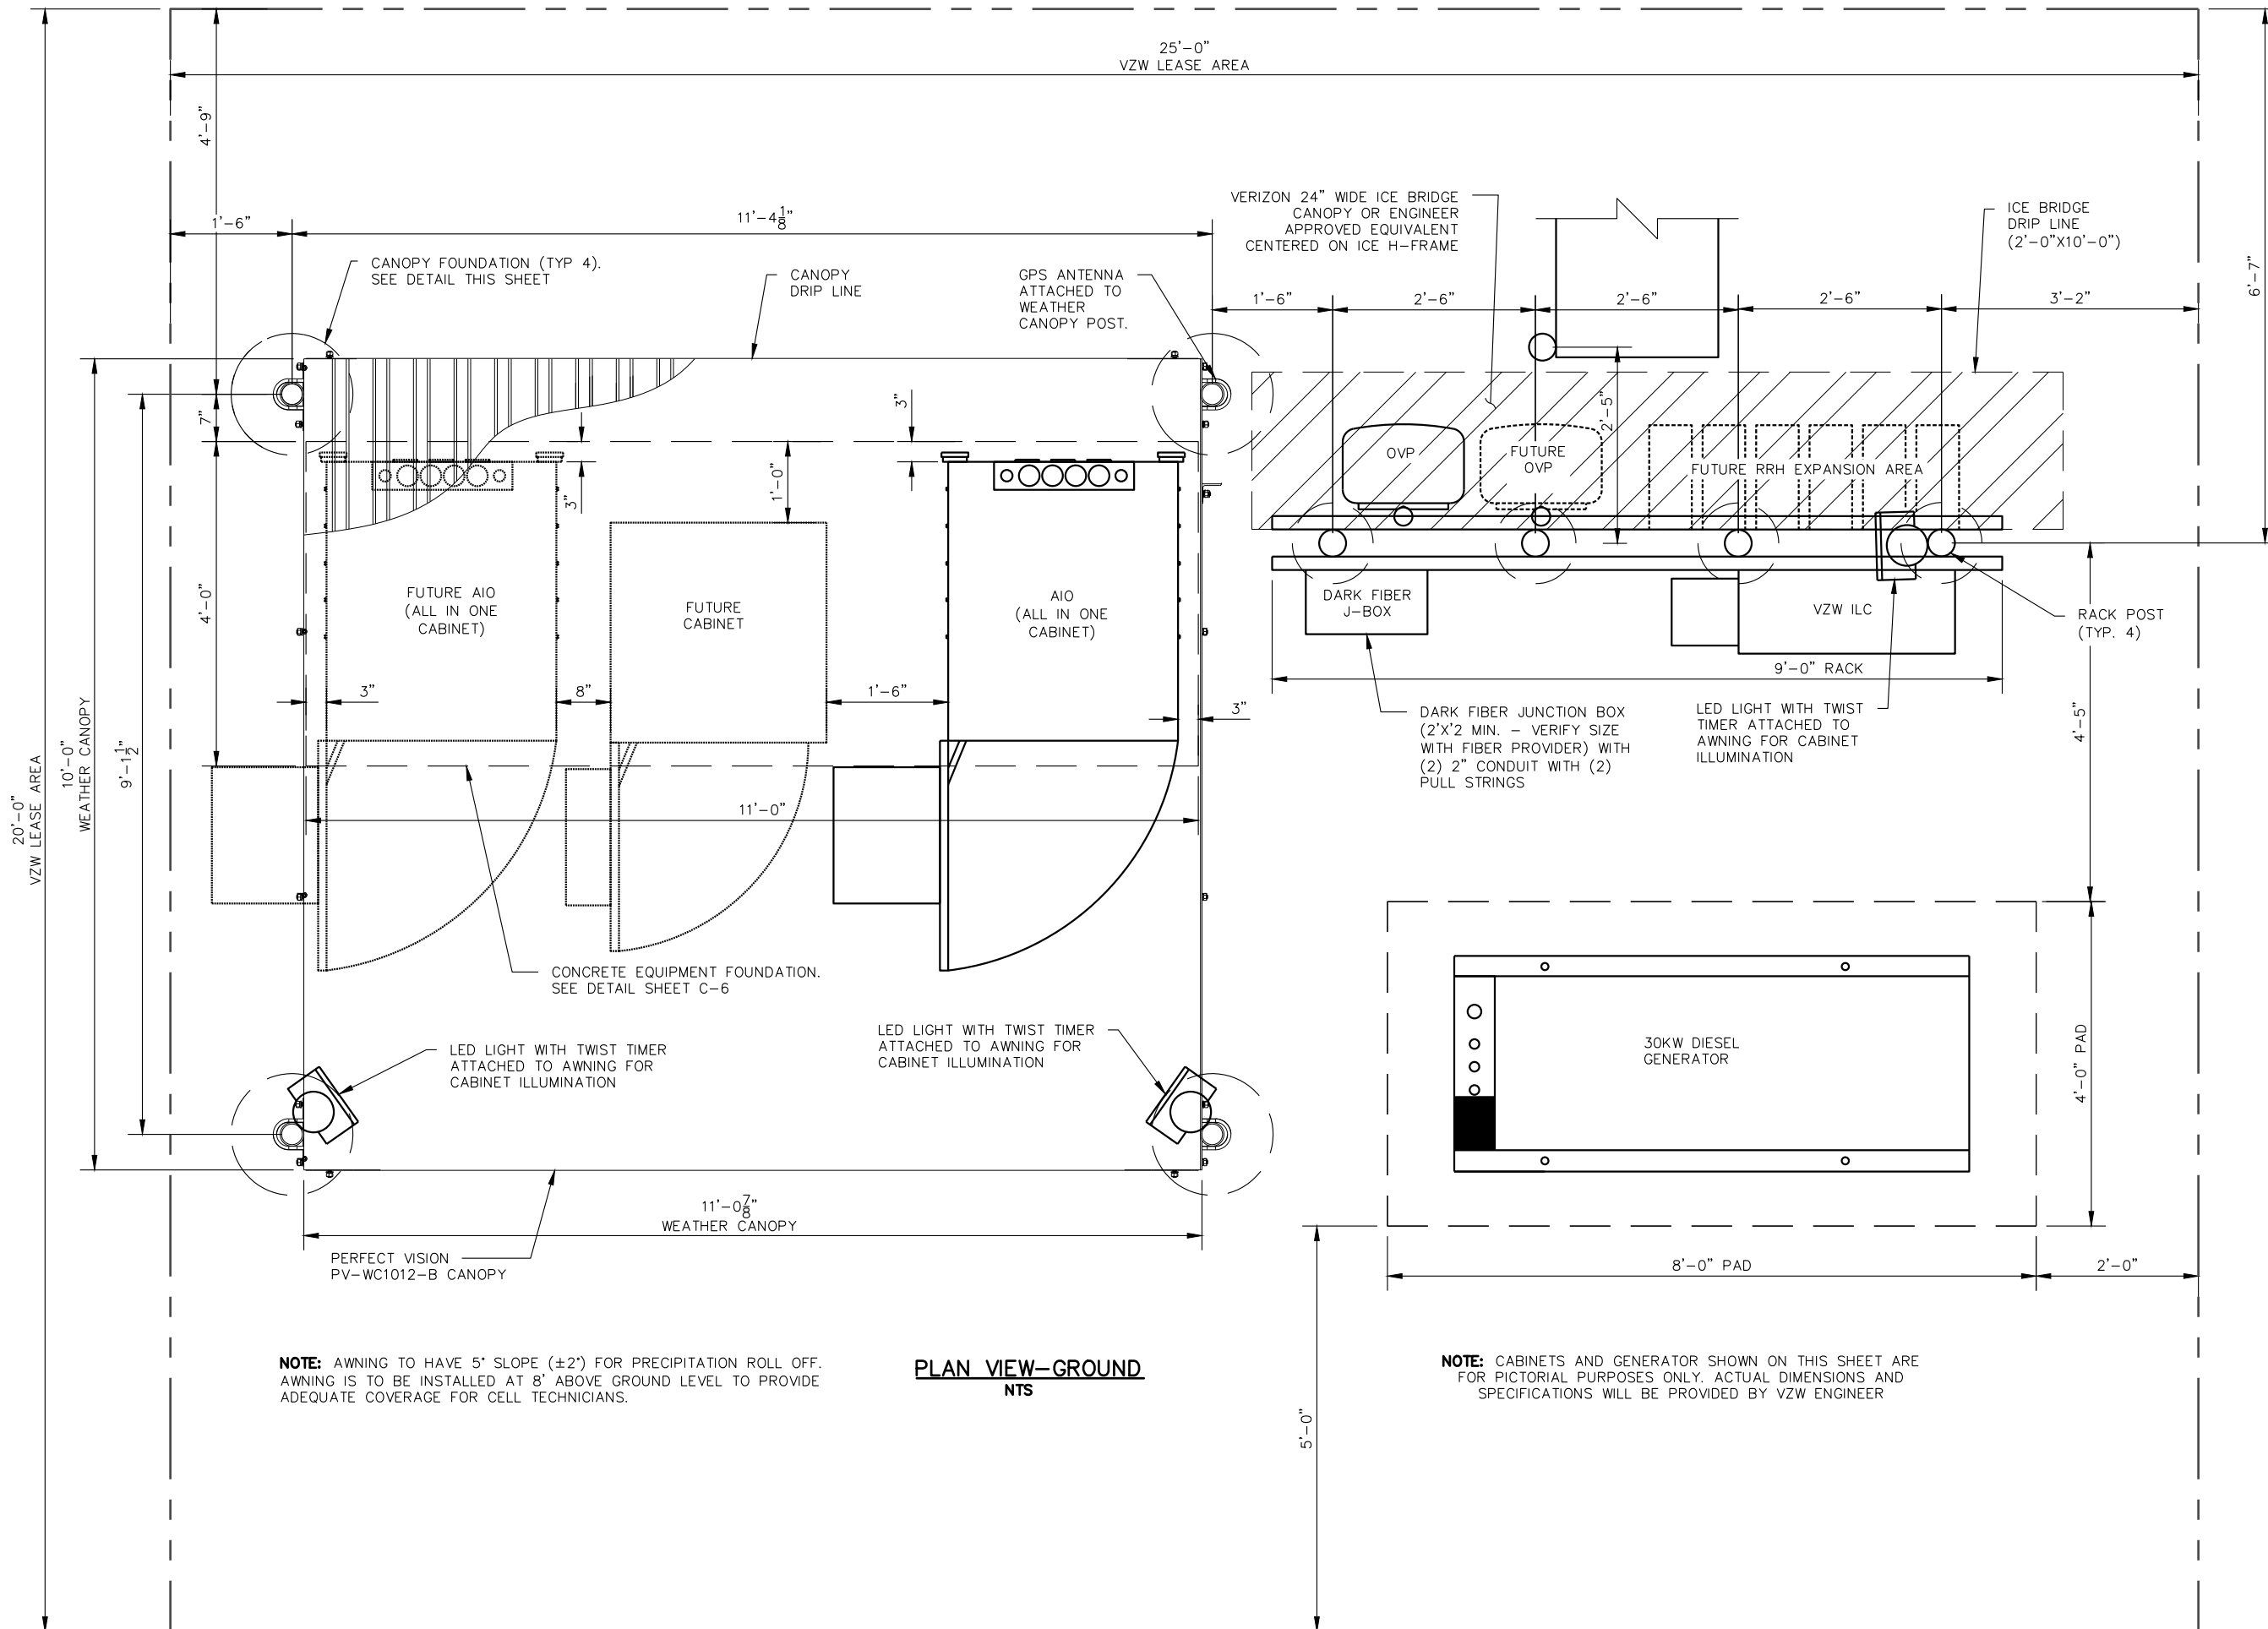 25'-0"
VZW LEASE AREA
4'-9"
1'-6"
11'-4 1/8"
CANOPY FOUNDATION (TYP 4).
SEE DETAIL THIS SHEET
CANOPY
DRIP LINE
GPS ANTENNA
ATTACHED TO
WEATHER
CANOPY POST.
VERIZON 24" WIDE ICE BRIDGE
CANOPY OR ENGINEER
APPROVED EQUIVALENT
CENTERED ON ICE H-FRAME
ICE BRIDGE
DRIP LINE
(2'-0"X10'-0")
6'-7"
1'-6"
2'-6"
2'-6"
2'-6"
3'-2"
7"
3"
3"
1'-0"
2'-5"
OVP
FUTURE
OVP
FUTURE RRH EXPANSION AREA
4'-0"
FUTURE AIO
(ALL IN ONE
CABINET)
FUTURE
CABINET
AIO
(ALL IN ONE
CABINET)
DARK FIBER
J-BOX
VZW ILC
RACK POST
(TYP. 4)
9'-0" RACK
3"
8"
1'-6"
3"
DARK FIBER JUNCTION BOX
(2'X'2 MIN. - VERIFY SIZE
WITH FIBER PROVIDER) WITH
(2) 2" CONDUIT WITH (2)
PULL STRINGS
LED LIGHT WITH TWIST
TIMER ATTACHED TO
AWNING FOR CABINET
ILLUMINATION
4'-5"
20'-0"
VZW LEASE AREA
10'-0"
WEATHER CANOPY
9'-1 1/2"
11'-0"
CONCRETE EQUIPMENT FOUNDATION.
SEE DETAIL SHEET C-6
LED LIGHT WITH TWIST TIMER
ATTACHED TO AWNING FOR
CABINET ILLUMINATION
LED LIGHT WITH TWIST TIMER
ATTACHED TO AWNING FOR
CABINET ILLUMINATION
30KW DIESEL
GENERATOR
4'-0" PAD
11'-0 7/8"
WEATHER CANOPY
PERFECT VISION
PV-WC1012-B CANOPY
8'-0" PAD
2'-0"
5'-0"
NOTE: AWNING TO HAVE 5° SLOPE (±2°) FOR PRECIPITATION ROLL OFF.
AWNING IS TO BE INSTALLED AT 8' ABOVE GROUND LEVEL TO PROVIDE
ADEQUATE COVERAGE FOR CELL TECHNICIANS.
PLAN VIEW-GROUND
NTS
NOTE: CABINETS AND GENERATOR SHOWN ON THIS SHEET ARE
FOR PICTORIAL PURPOSES ONLY. ACTUAL DIMENSIONS AND
SPECIFICATIONS WILL BE PROVIDED BY VZW ENGINEER